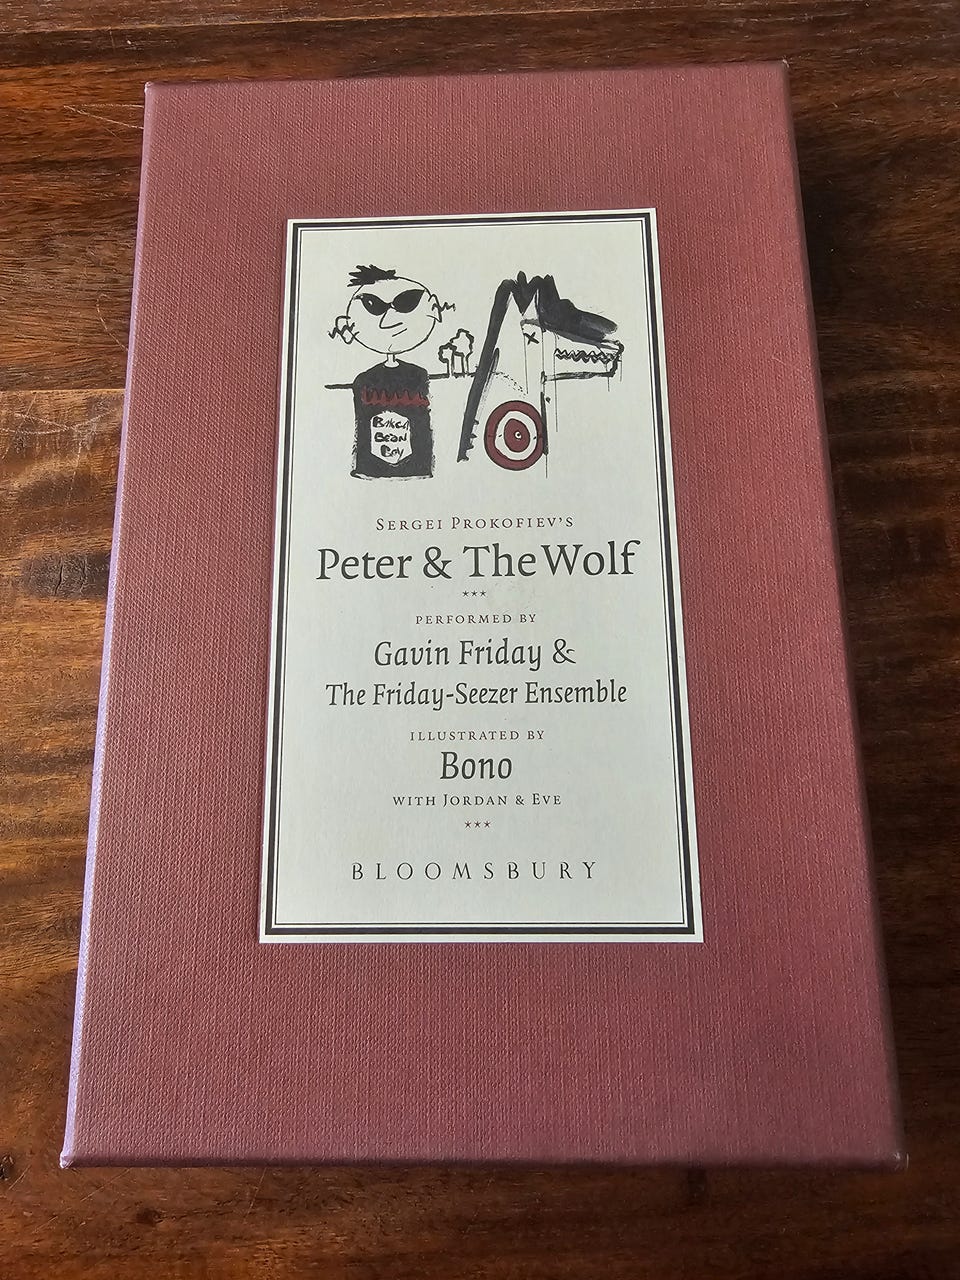 Baked
Bean
Boy
SERGEI PROKOFIEV'S
Peter & The Wolf
***
PERFORMED BY
Gavin Friday &
The Friday-Seezer Ensemble
ILLUSTRATED BY
Bono
WITH JORDAN & EVE
***
BLOOMSBURY